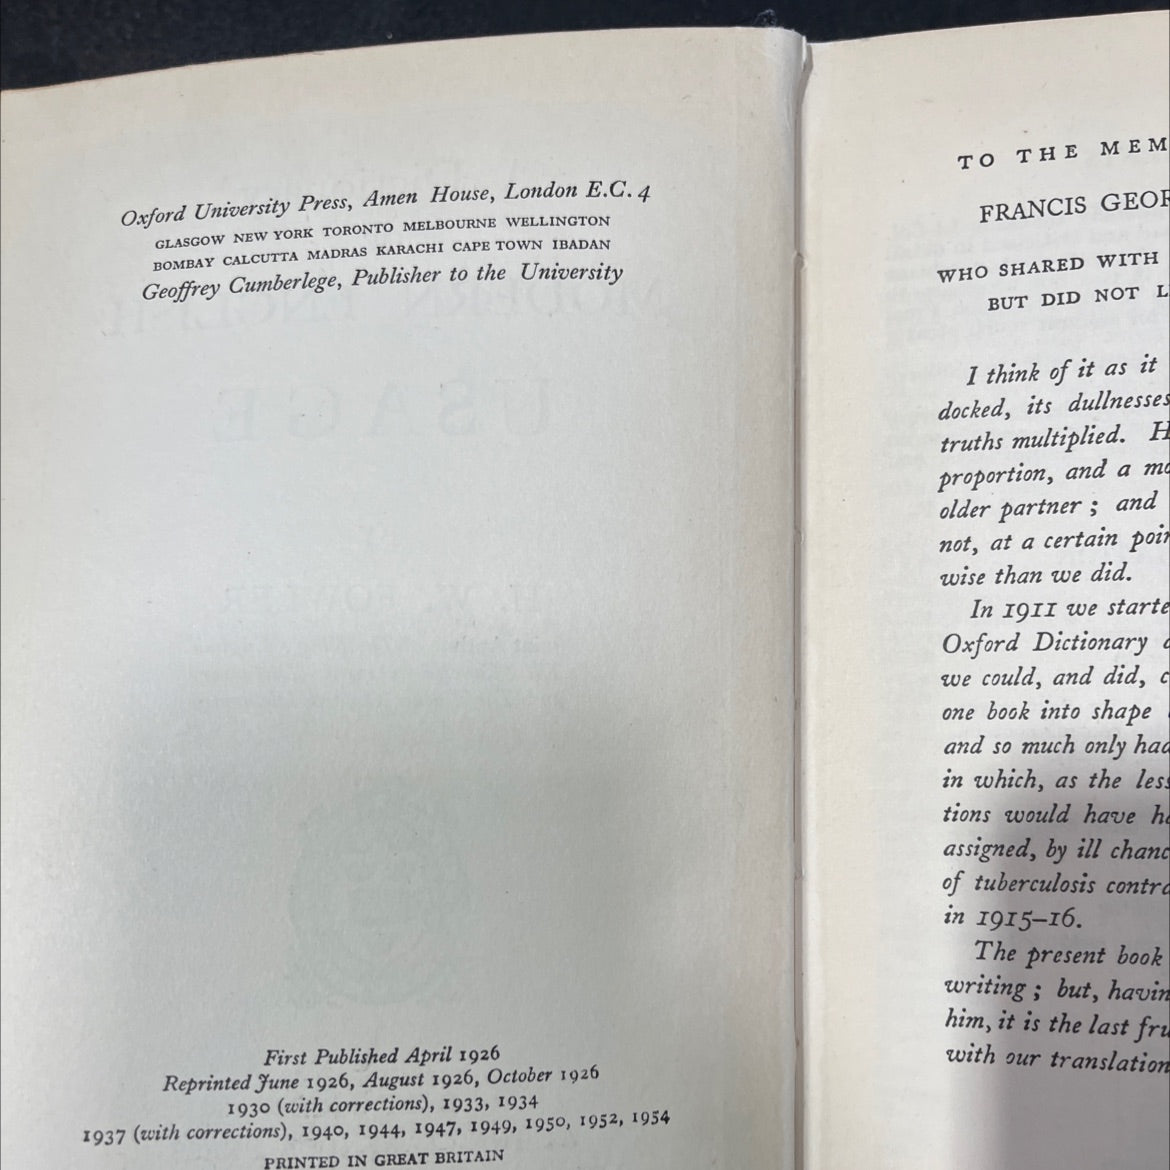 Oxford University Press, Amen House, London E.C. 4
GLASGOW NEW YORK TORONTO MELBOURNE WELLINGTON
BOMBAY CALCUTTA MADRAS KARACHI CAPE TOWN IBADAN
Geoffrey Cumberlege, Publisher to the University
First Published April 1926
Reprinted June 1926, August 1926, October 1926
1930 (with corrections), 1933, 1934
1937 (with corrections), 1940, 1944, 1947, 1949, 1950, 1952, 1954
PRINTED IN GREAT BRITAIN
TO THE MEM
FRANCIS GEOR
WHO SHARED WITH
BUT DID NOT L
I think of it as it
docked, its dullnesses
truths multiplied. H
proportion, and a mo
older partner ; and
not, at a certain poin
wise than we did.
In 1911 we starte
Oxford Dictionary
we could, and did, c
one book into shape
and so much only had
in which, as the less
tions would have
assigned, by ill chanc
of tuberculosis contra
in 1915–16.
The present book
writing ; but, havin
him, it is the last fru
with our translation